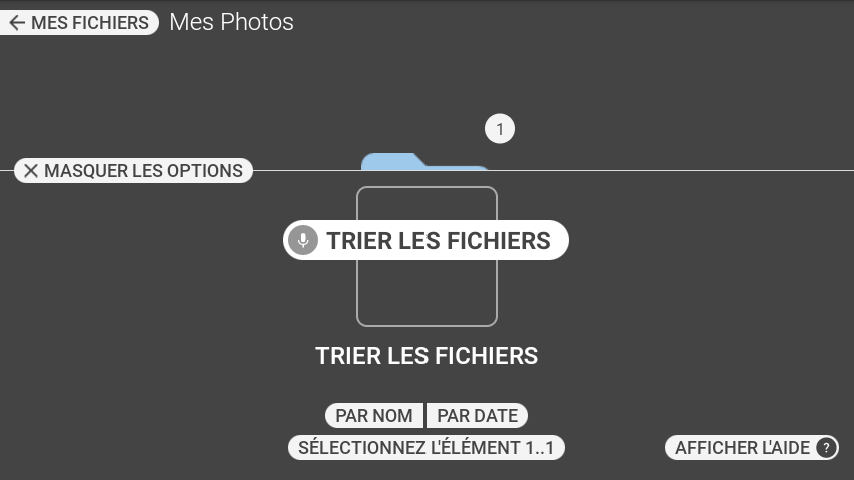 MES FICHIERS Mes Photos
1
MASQUER LES OPTIONS
TRIER LES FICHIERS
TRIER LES FICHIERS
PAR NOM PAR DATE
SÉLECTIONNEZ L'ÉLÉMENT 1..1
AFFICHER L'AIDE ?